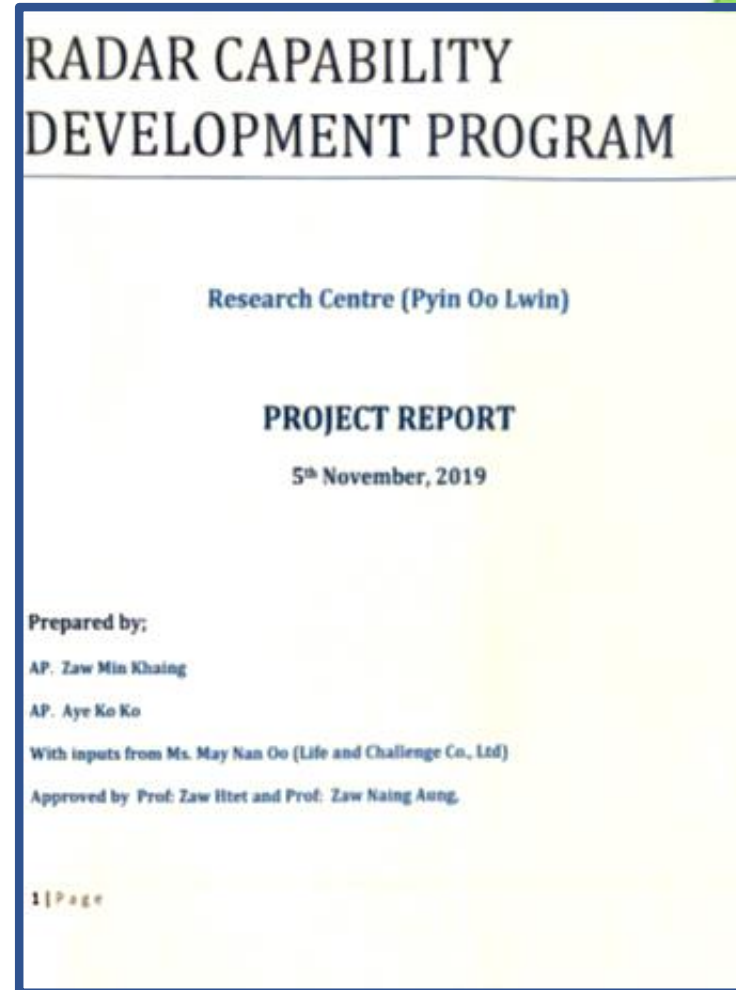 RADAR CAPABILITY
DEVELOPMENT PROGRAM
Research Centre (Pyin Oo Lwin)
PROJECT REPORT
5th November, 2019
Prepared by;
AP. Zaw Min Khaing
AP. Aye Ko Ko
With inputs from Ms. May Nan Oo (Life and Challenge Co., Ltd)
Approved by Prof: Zaw Htet and Prof: Zaw Naing Aung,
1|Page